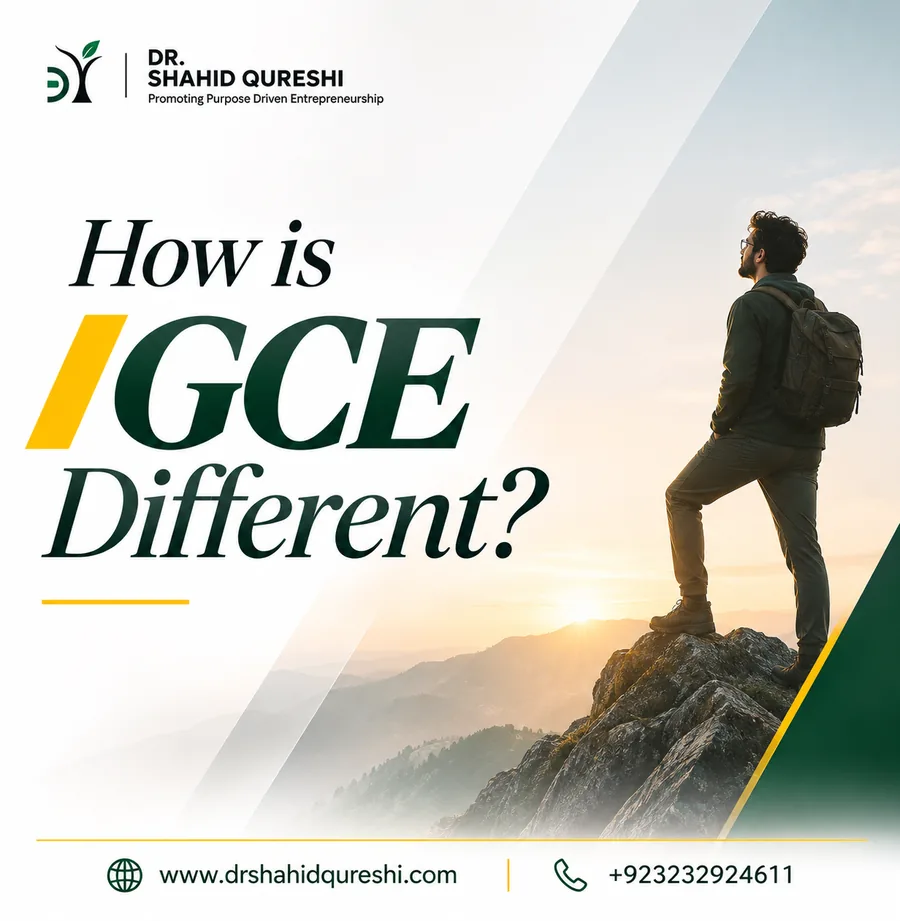 DR.
SHAHID QURESHI
Promoting Purpose Driven Entrepreneurship
How is
GCE
Different?
www.drshahidqureshi.com
+923232924611